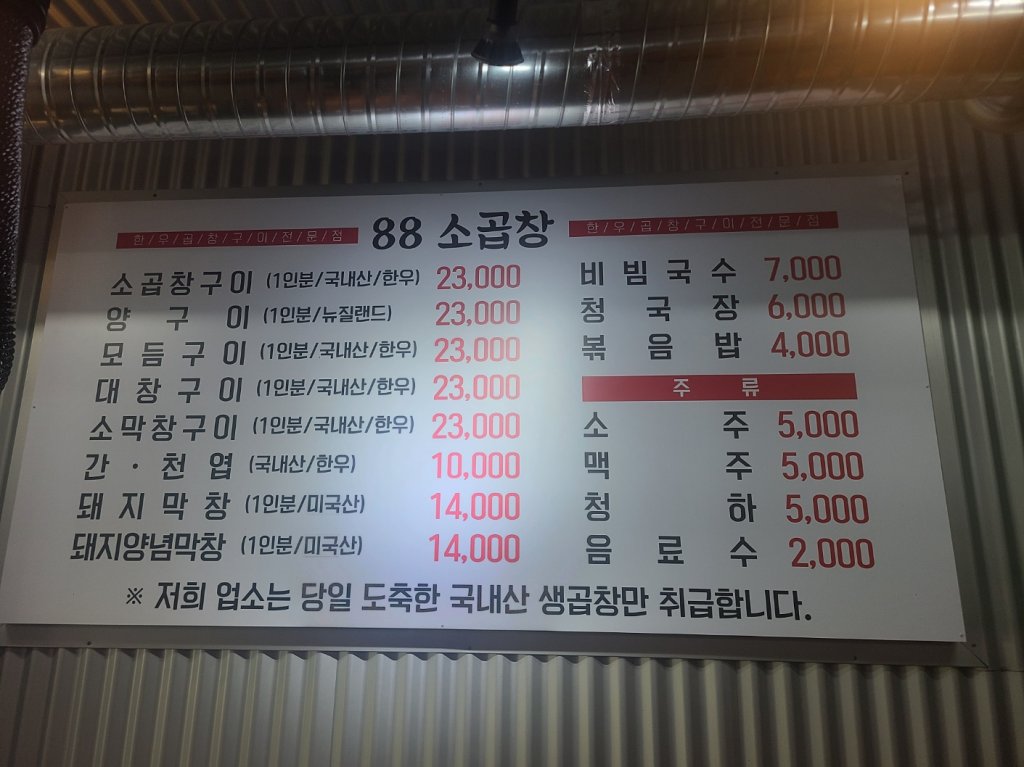 한/우/곱/창/구/이/전/문/점
88 소곱창
한/우/곱/창/구/이/전/문/점
소곱창구이 (1인분/국내산/한우) 23,000
양구이 (1인분/뉴질랜드) 23,000
모듬구이 (1인분/국내산/한우) 23,000
대창구이 (1인분/국내산/한우) 23,000
소막창구이 (1인분/국내산/한우) 23,000
간·천엽 (국내산/한우) 10,000
돼지막창 (1인분/미국산) 14,000
돼지양념막창 (1인분/미국산) 14,000
비빔국수 7,000
청국장 6,000
볶음밥 4,000
주류
소주 5,000
맥주 5,000
청하 5,000
음료수 2,000
※ 저희 업소는 당일 도축한 국내산 생곱창만 취급합니다.